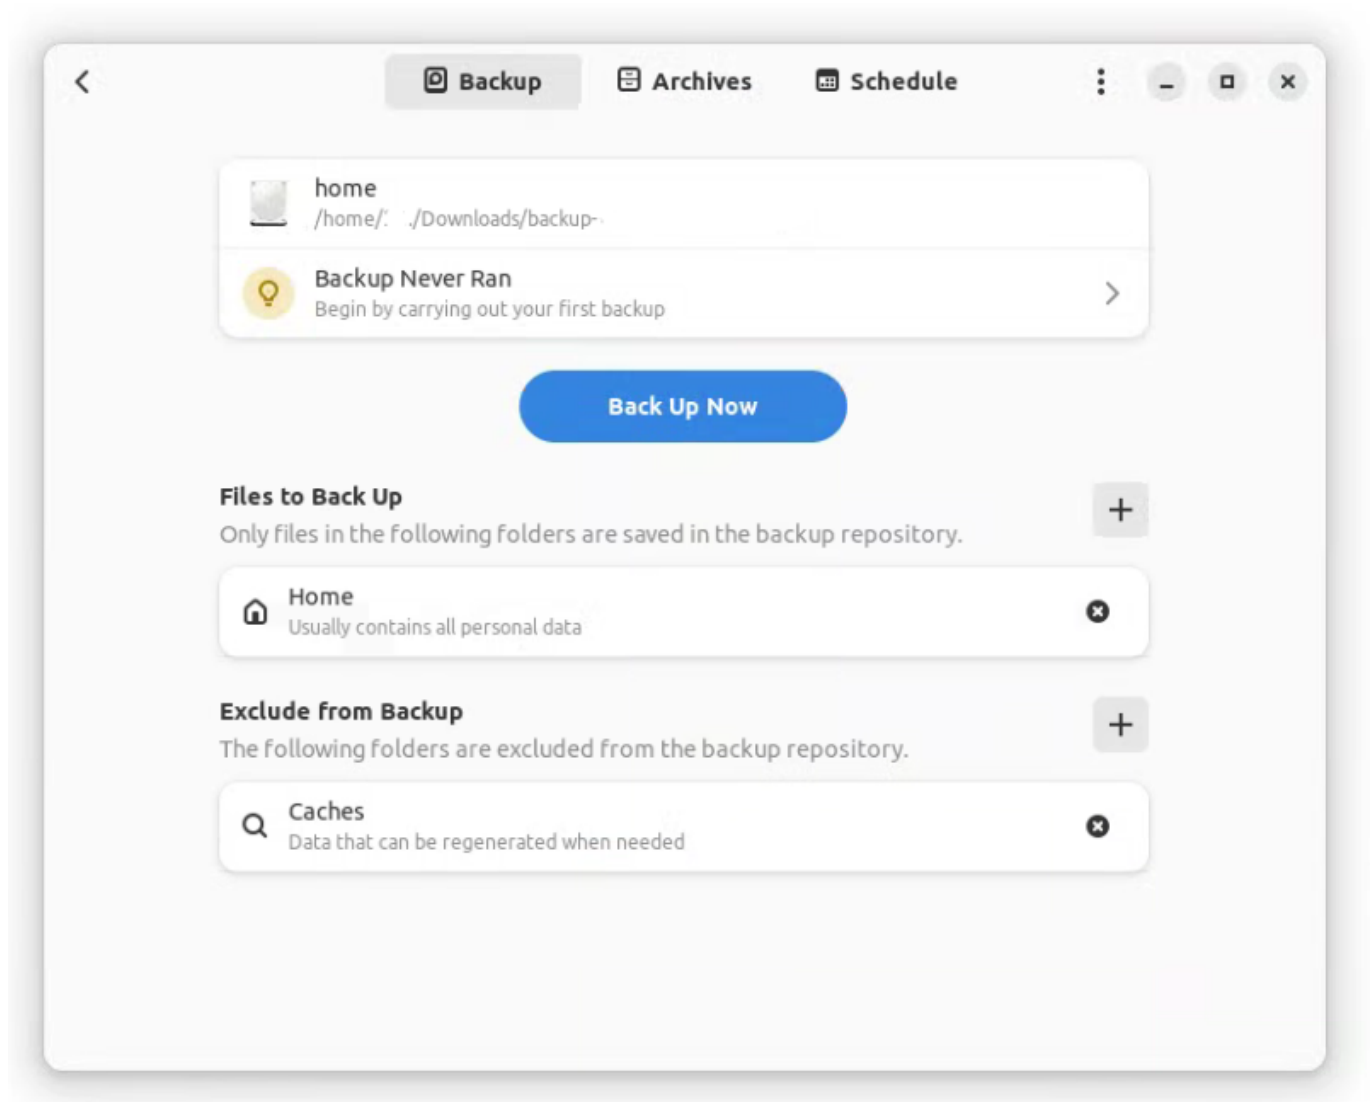 Backup
Archives
Schedule
home
/home/ ./Downloads/backup-
Backup Never Ran
Begin by carrying out your first backup
Back Up Now
Files to Back Up
Only files in the following folders are saved in the backup repository.
Home
Usually contains all personal data
Exclude from Backup
The following folders are excluded from the backup repository.
Caches
Data that can be regenerated when needed